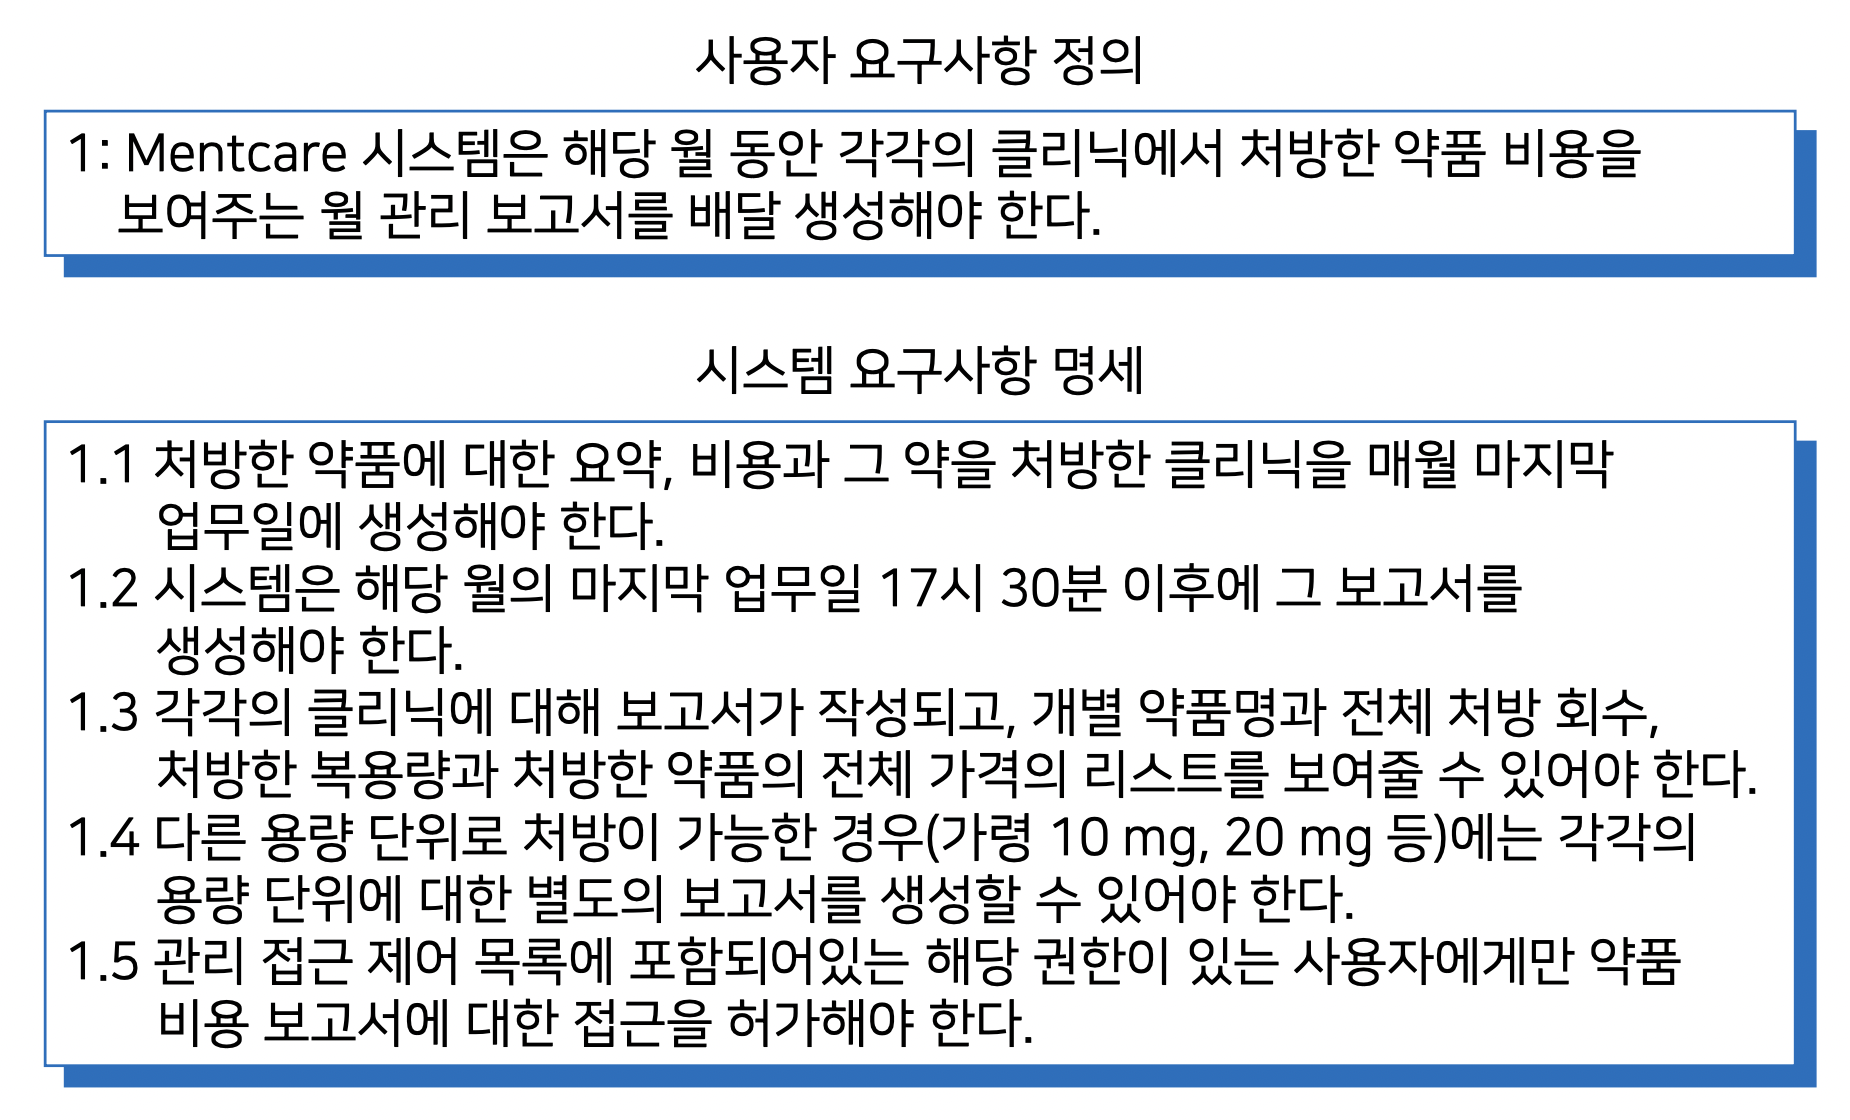 사용자 요구사항 정의
1: Mentcare 시스템은 해당 월 동안 각각의 클리닉에서 처방한 약품 비용을
보여주는 월 관리 보고서를 배달 생성해야 한다.
시스템 요구사항 명세
1.1 처방한 약품에 대한 요약, 비용과 그 약을 처방한 클리닉을 매월 마지막
업무일에 생성해야 한다.
1.2 시스템은 해당 월의 마지막 업무일 17시 30분 이후에 그 보고서를
생성해야 한다.
1.3 각각의 클리닉에 대해 보고서가 작성되고, 개별 약품명과 전체 처방 회수,
처방한 복용량과 처방한 약품의 전체 가격의 리스트를 보여줄 수 있어야 한다.
1.4 다른 용량 단위로 처방이 가능한 경우(가령 10 mg, 20 mg 등)에는 각각의
용량 단위에 대한 별도의 보고서를 생성할 수 있어야 한다.
1.5 관리 접근 제어 목록에 포함되어있는 해당 권한이 있는 사용자에게만 약품
비용 보고서에 대한 접근을 허가해야 한다.